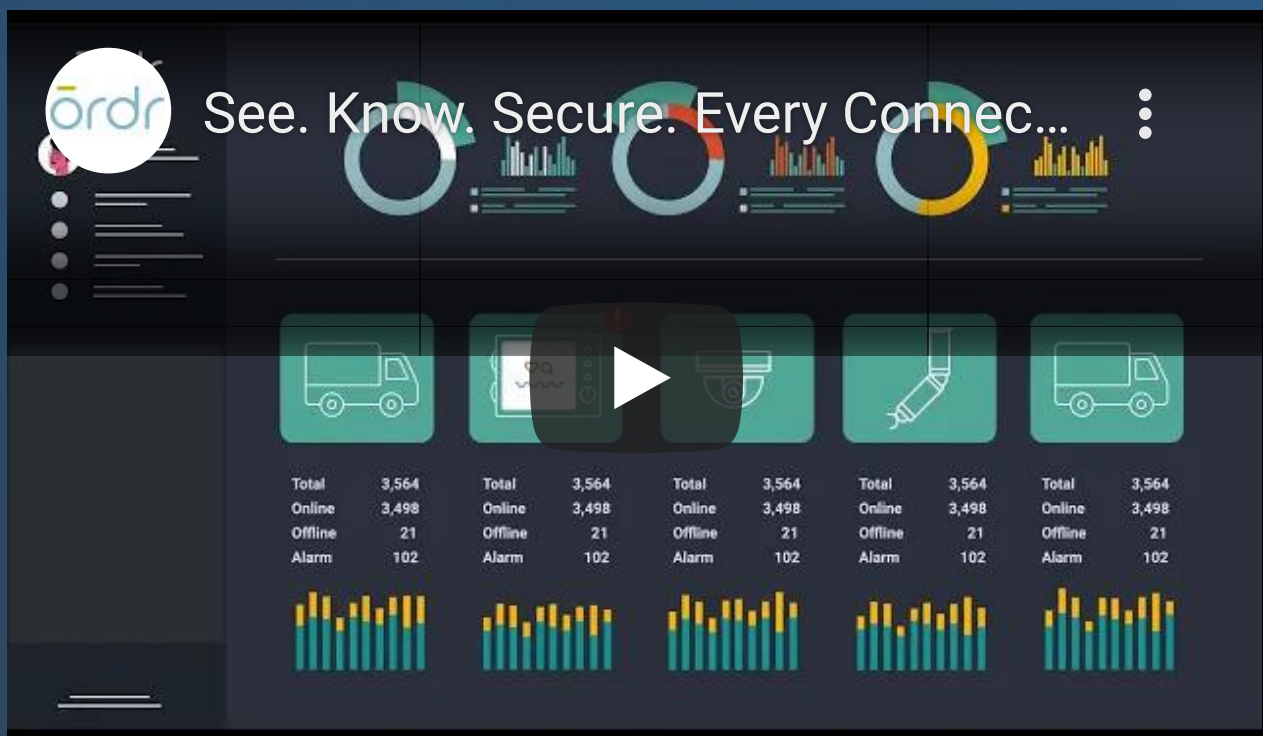 ōrdr
See. Know. Secure. Every Connec...
!
Total 3,564 Total 3,564 Total 3,564 Total 3,564 Total 3,564
Online 3,498 Online 3,498 Online 3,498 Online 3,498 Online 3,498
Offline 21 Offline 21 Offline 21 Offline 21 Offline 21
Alarm 102 Alarm 102 Alarm 102 Alarm 102 Alarm 102